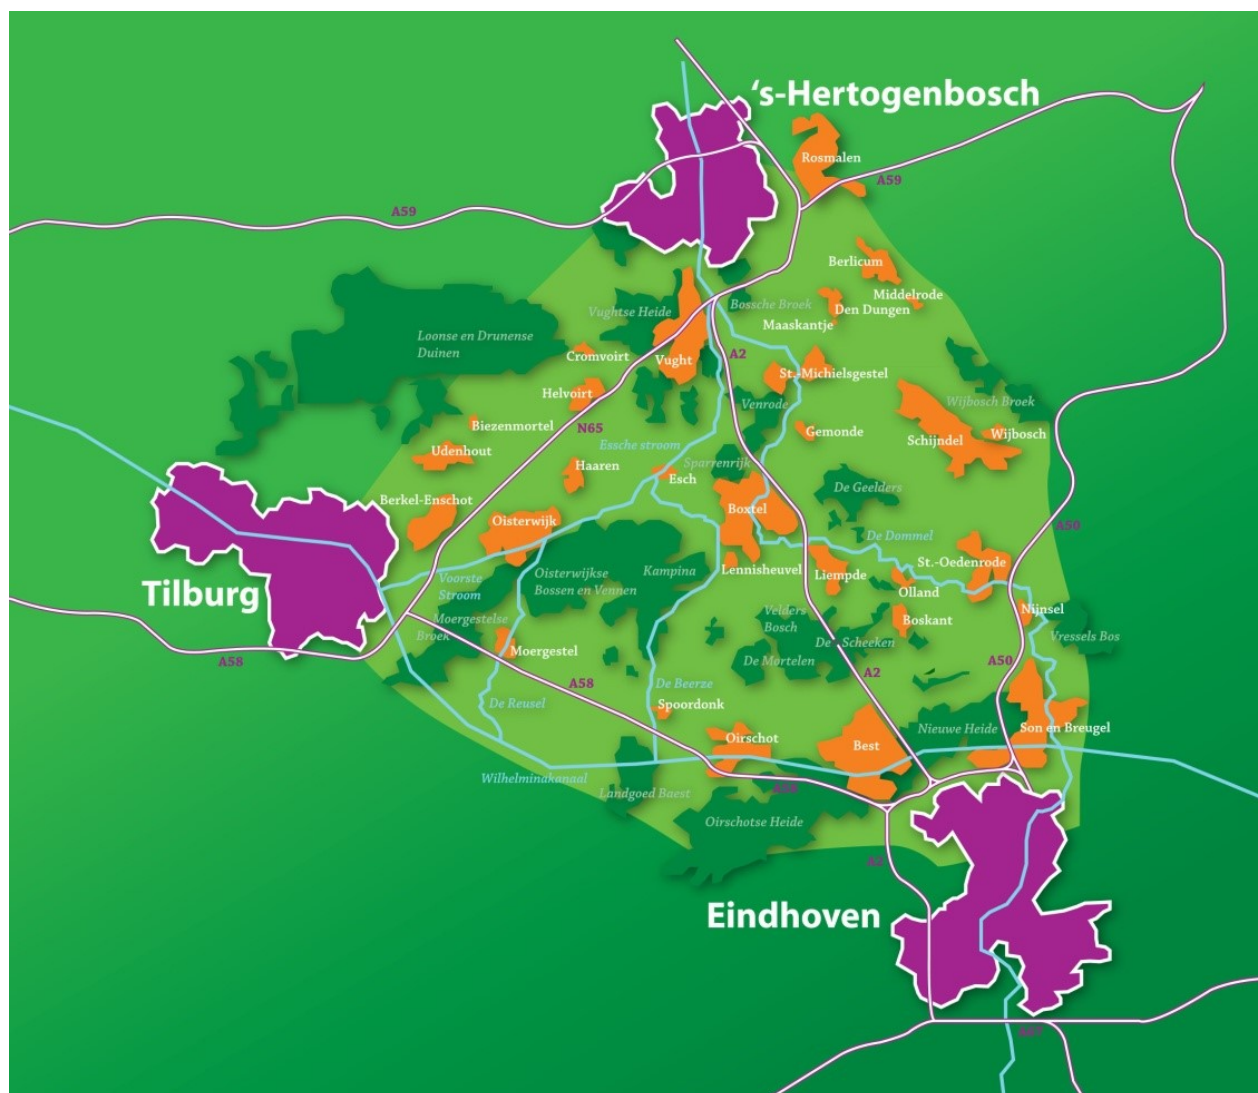 's-Hertogenbosch
Rosmalen
A59
A59
Berlicum
Middelrode
Den Dungen
Maaskantje
Bossche Broek
Vughtse Heide
Loonse en Drunense
Duinen
Cromvoirt
Vught
A2
St.-Michielsgestel
Helvoirt
Venrode
Wijbosch Broek
Biezenmortel
N65
Gemonde
Schijndel
Wijbosch
Udenhout
Essche stroom
Haaren
Sparrenrijk
Esch
De Geelders
Berkel-Enschot
Oisterwijk
Boxtel
A50
De Dommel
St.-Oedenrode
Voorste
Stroom
Oisterwijkse
Bossen en Vennen
Kampina
Lennisheuvel
Liempde
Olland
Tilburg
Moergestelse
Broek
Velders
Bosch
Boskant
Nijnsel
Vressels Bos
De Scheeken
Moergestel
De Mortelen
A58
A58
A2
A50
De Beerze
De Reusel
Spoordonk
Oirschot
Best
Nieuwe Heide
Son en Breugel
Wilhelminakanaal
Landgoed Baest
A58
Oirschotse Heide
A2
Eindhoven
A67